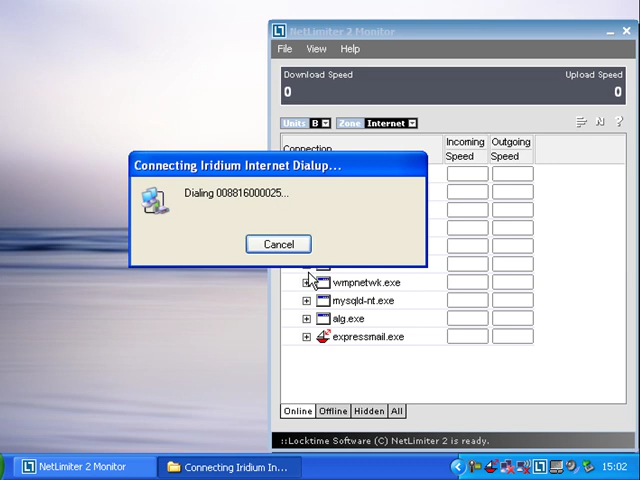 NetLimiter 2 Monitor
File View Help
Download Speed Upload Speed
0 0
Units B Zone Internet
Connection Incoming Speed Outgoing Speed
Connecting Iridium Internet Dialup...
Dialing 008816000025...
Cancel
wmpnetwk.exe
mysqld-nt.exe
alg.exe
expressmail.exe
Online Offline Hidden All
::Locktime Software (C) NetLimiter 2 is ready.
NetLimiter 2 Monitor Connecting Iridium In... 15:02